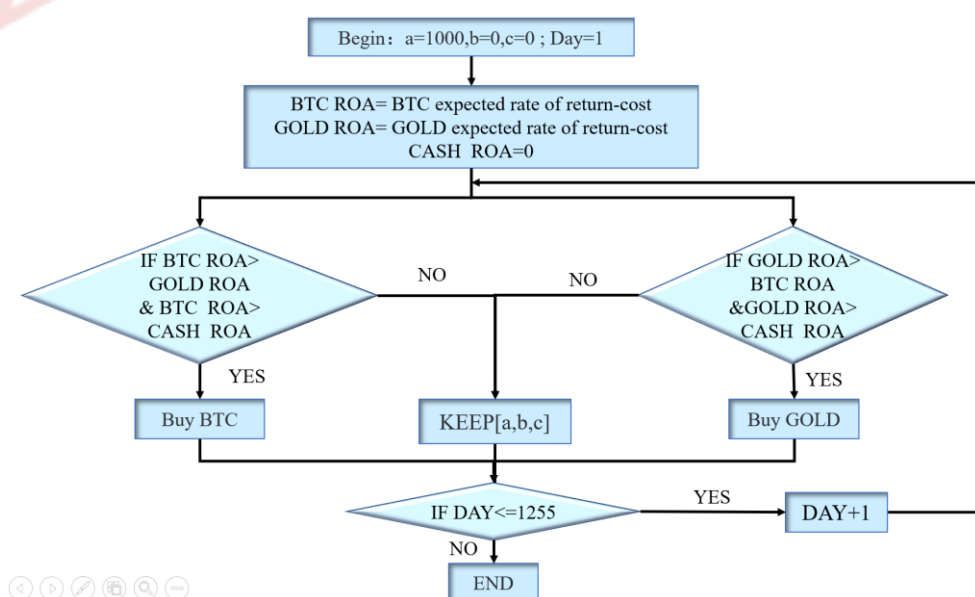 Begin：a=1000,b=0,c=0 ; Day=1
BTC ROA= BTC expected rate of return-cost
GOLD ROA= GOLD expected rate of return-cost
CASH  ROA=0
IF BTC ROA>
GOLD ROA
& BTC  ROA>
CASH  ROA
NO
NO
IF GOLD ROA>
BTC ROA
&GOLD ROA>
CASH  ROA
YES
YES
Buy BTC
KEEP[a,b,c]
Buy GOLD
IF DAY<=1255
YES
DAY+1
NO
END